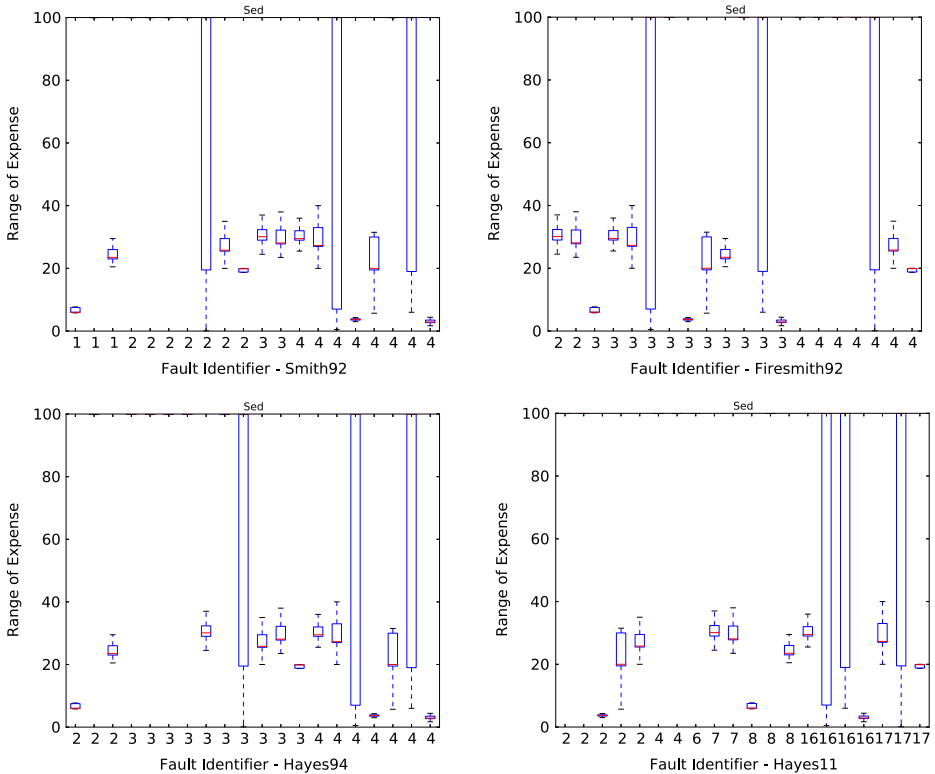 Sed
100
80
60
40
20
0
Range of Expense
1 1 1 2 2 2 2 2 2 2 3 3 4 4 4 4 4 4 4 4
Fault Identifier - Smith92
Sed
100
80
60
40
20
0
Range of Expense
2 2 3 3 3 3 3 3 3 3 3 3 3 4 4 4 4 4 4 4
Fault Identifier - Firesmith92
Sed
100
80
60
40
20
0
Range of Expense
2 2 2 3 3 3 3 3 3 3 3 3 3 4 4 4 4 4 4 4
Fault Identifier - Hayes94
Sed
100
80
60
40
20
0
Range of Expense
2 2 2 2 2 4 4 6 7 7 8 8 8 16 16 16 16 17 17 17
Fault Identifier - Hayes11